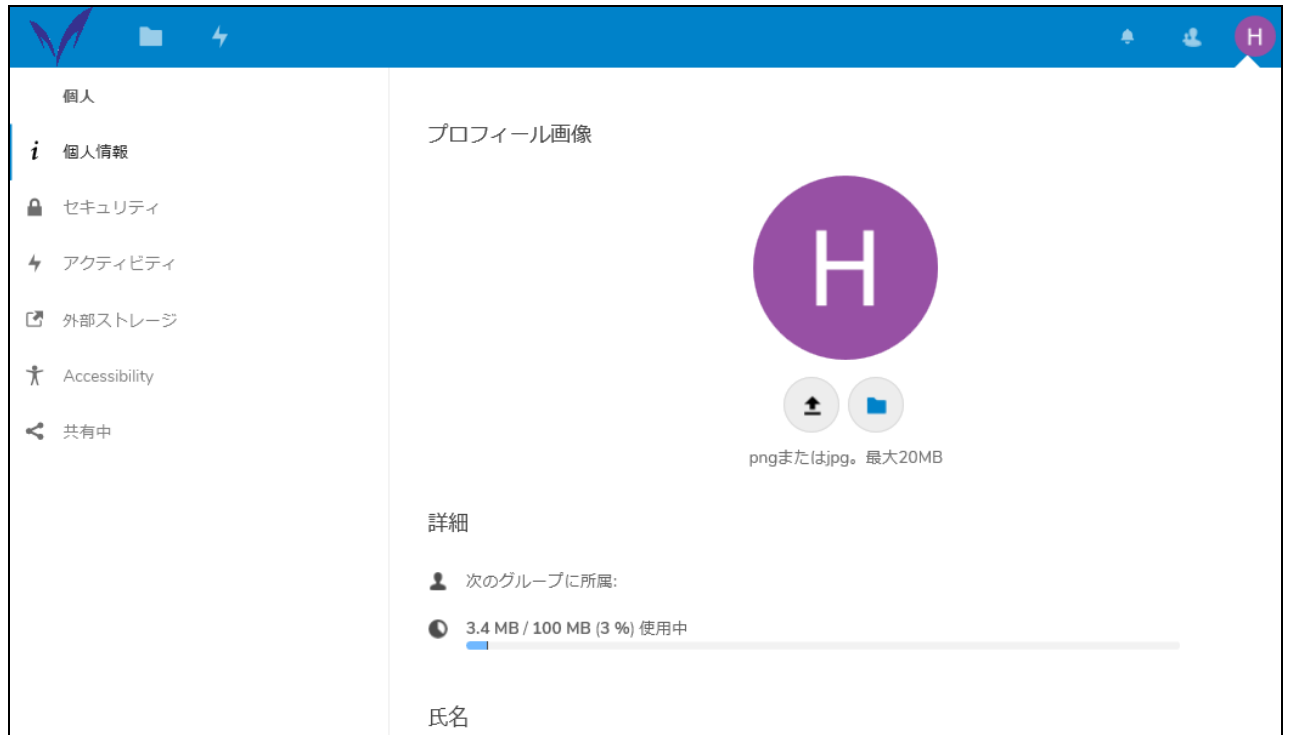 H
個人
個人情報
セキュリティ
アクティビティ
外部ストレージ
Accessibility
共有中
プロフィール画像
H
pngまたはjpg。最大20MB
詳細
次のグループに所属:
3.4 MB / 100 MB (3 %) 使用中
氏名